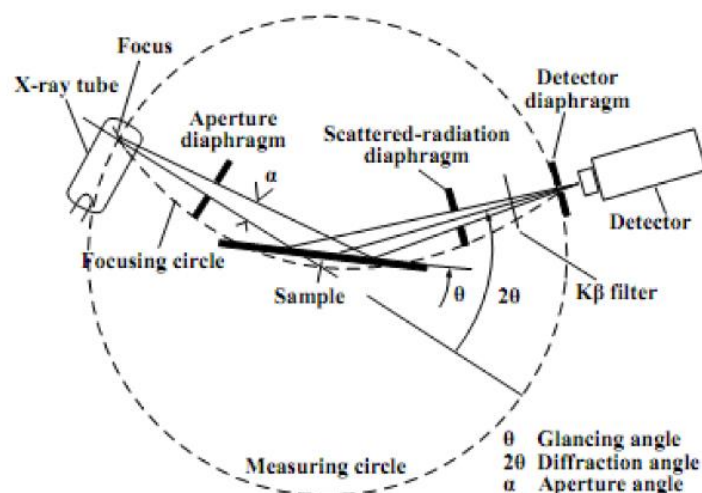 Focus
X-ray tube
Aperture
diaphragm
α
Scattered-radiation
diaphragm
Detector
diaphragm
Detector
Focusing circle
Sample
θ
2θ
Kβ filter
Measuring circle
θ Glancing angle
2θ Diffraction angle
α Aperture angle